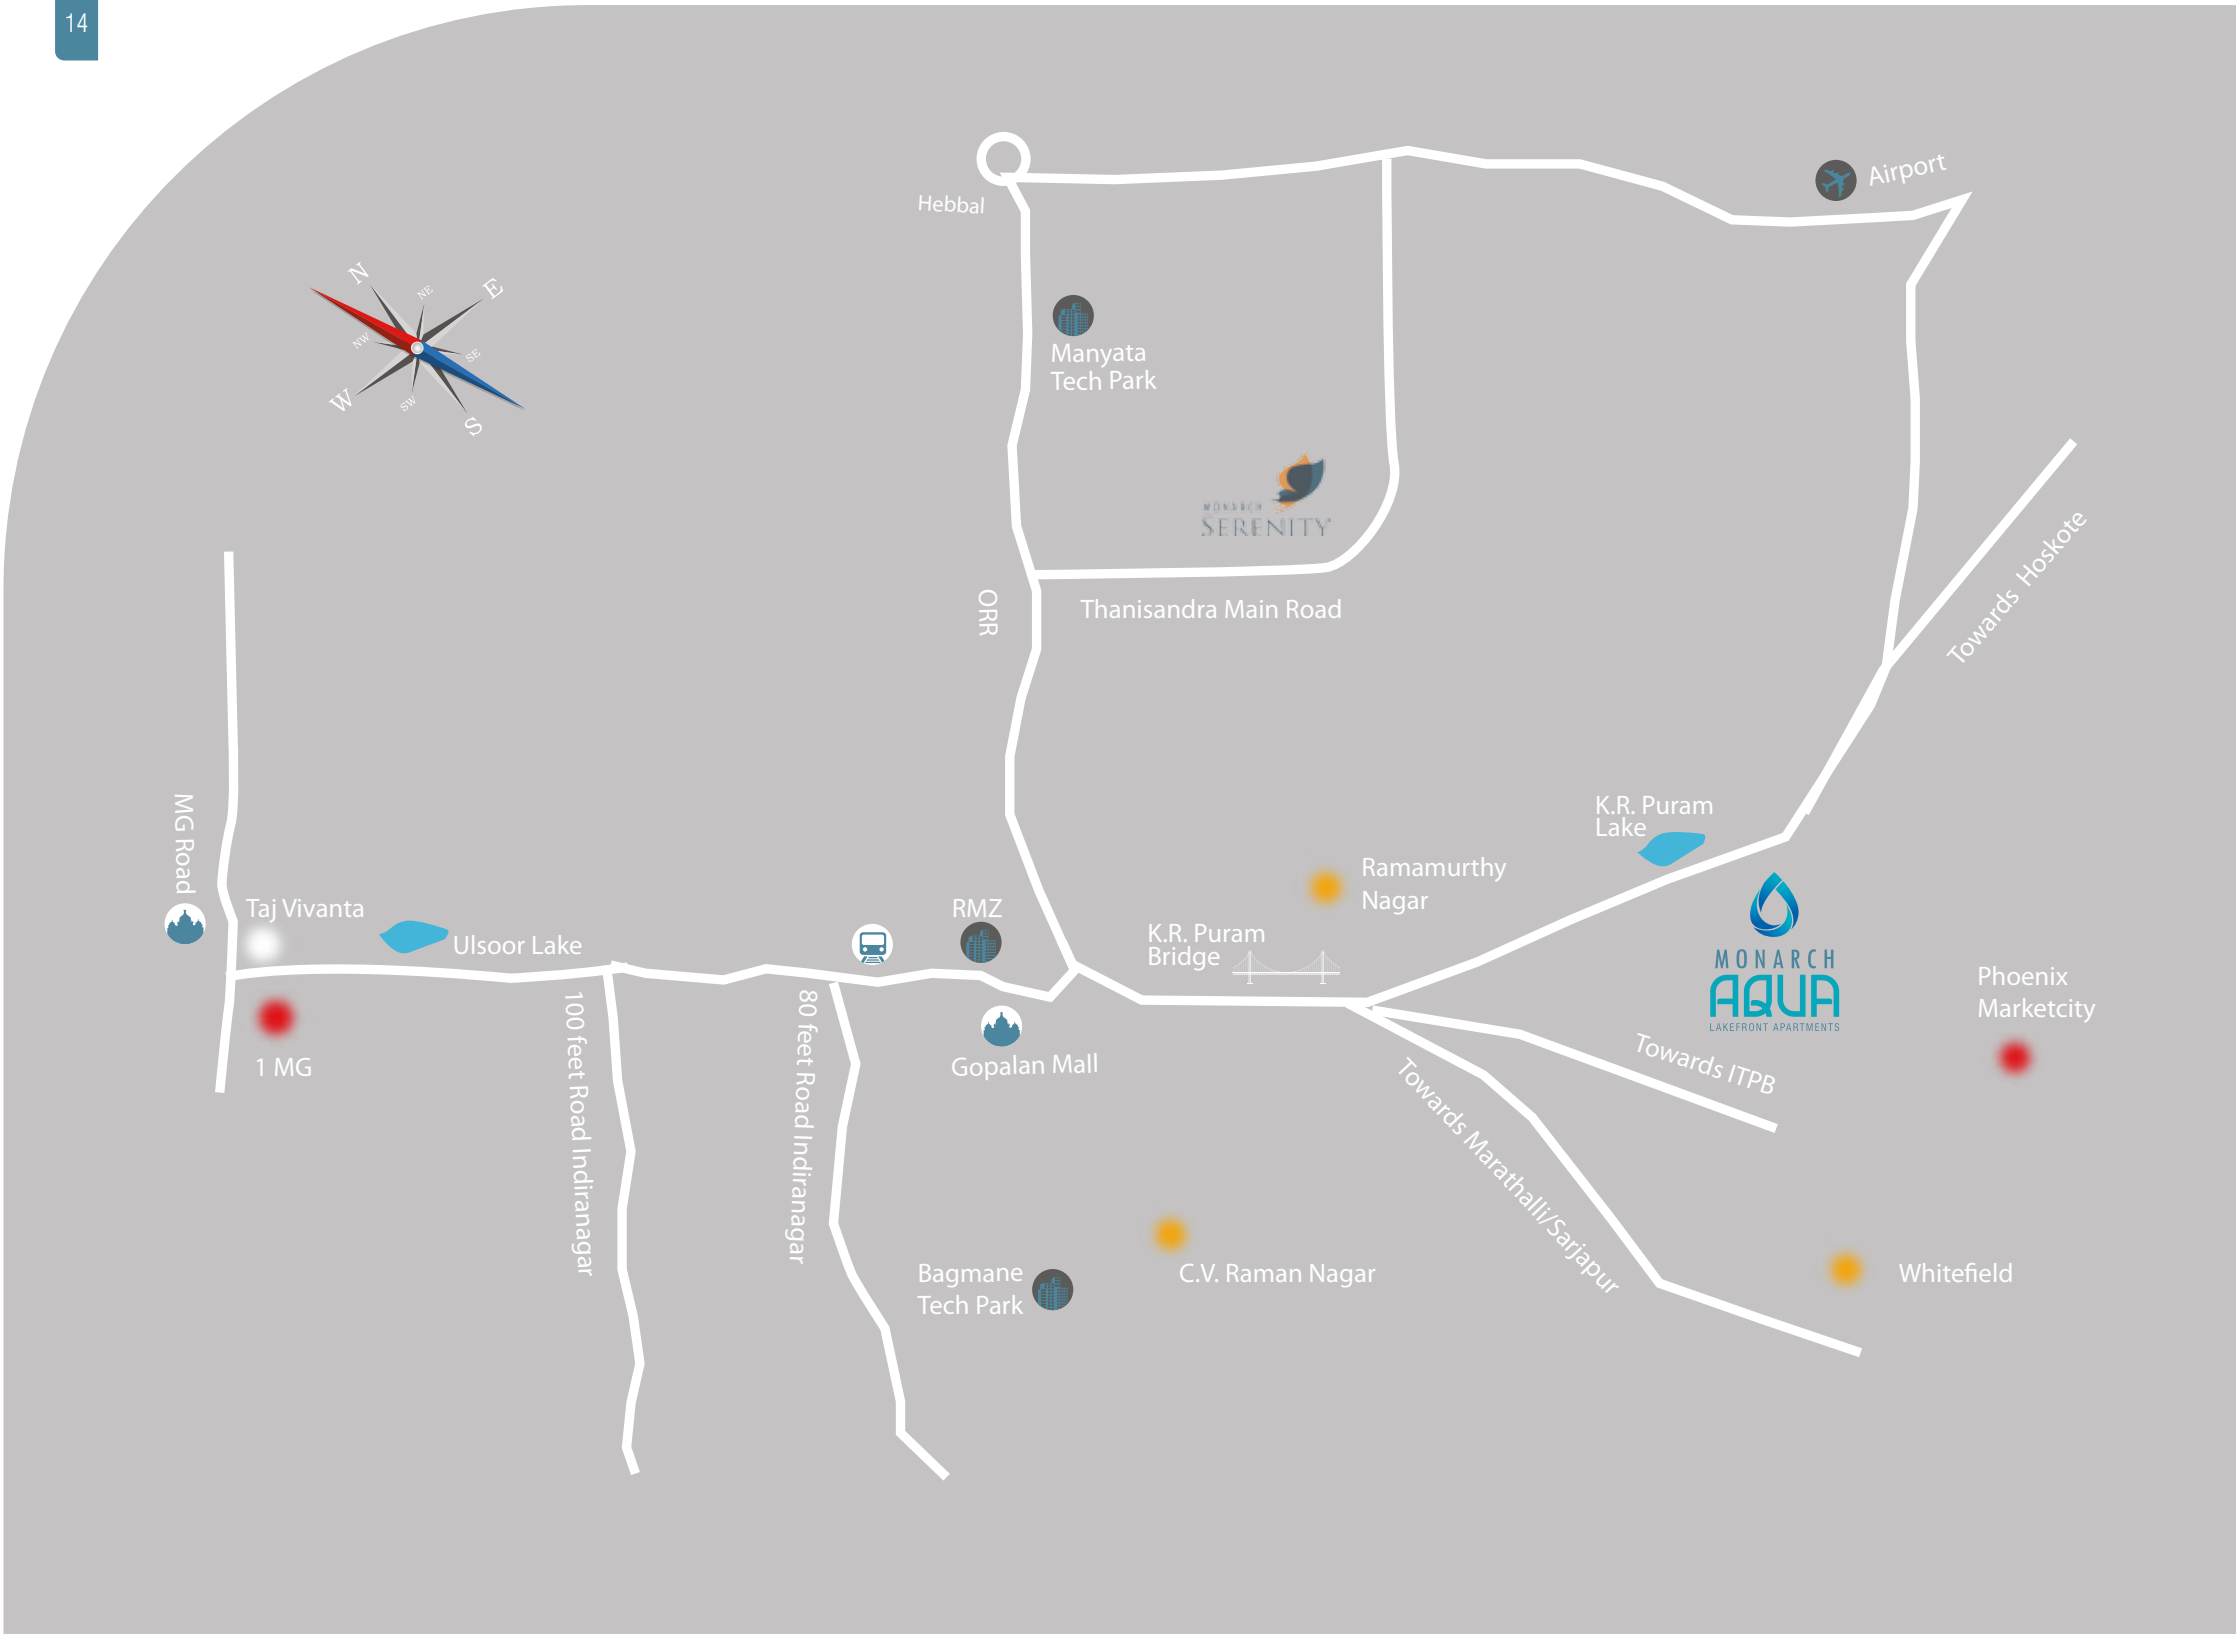 14
Hebbal
Airport
N
NE
E
NW
SE
W
SW
S
Manyata
Tech Park
MONARCH
SERENITY
ORR
Thanisandra Main Road
Towards Hoskote
MG Road
K.R. Puram
Lake
Ramamurthy
Nagar
Taj Vivanta
Ulsoor Lake
RMZ
K.R. Puram
Bridge
MONARCH
AQUA
LAKEFRONT APARTMENTS
Phoenix
Marketcity
1 MG
100 feet Road Indiranagar
80 feet Road Indiranagar
Gopalan Mall
Towards ITPB
Towards Marathalli/Sarjapur
Bagmane
Tech Park
C.V. Raman Nagar
Whitefield